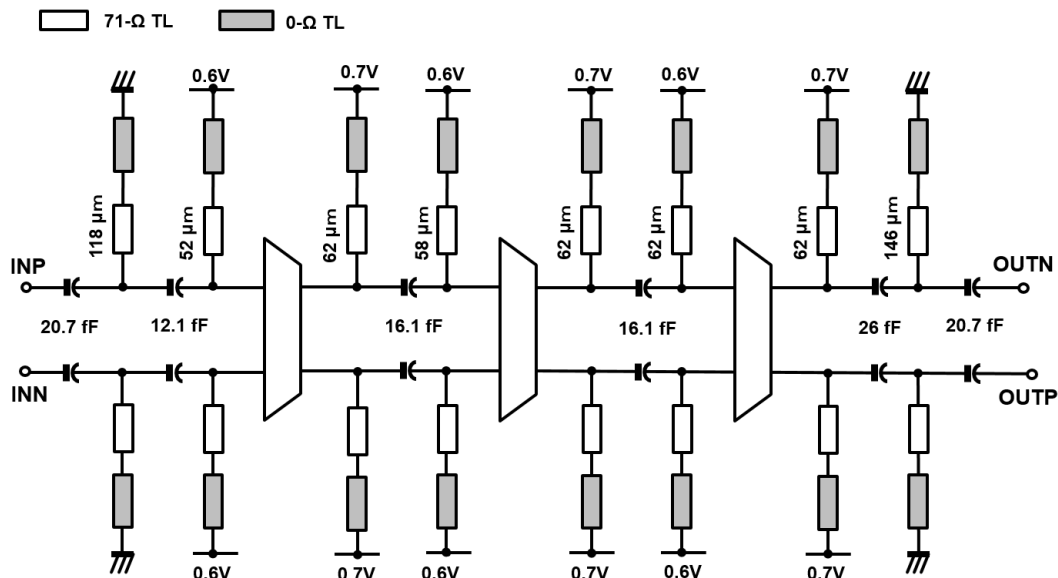 71-Ω TL 0-Ω TL
0.6V 0.7V 0.6V 0.7V 0.6V 0.7V
118 µm 52 µm 62 µm 58 µm 62 µm 62 µm 62 µm 146 µm
INP OUTN
20.7 fF 12.1 fF 16.1 fF 16.1 fF 26 fF 20.7 fF
INN OUTP
0.6V 0.7V 0.6V 0.7V 0.6V 0.7V